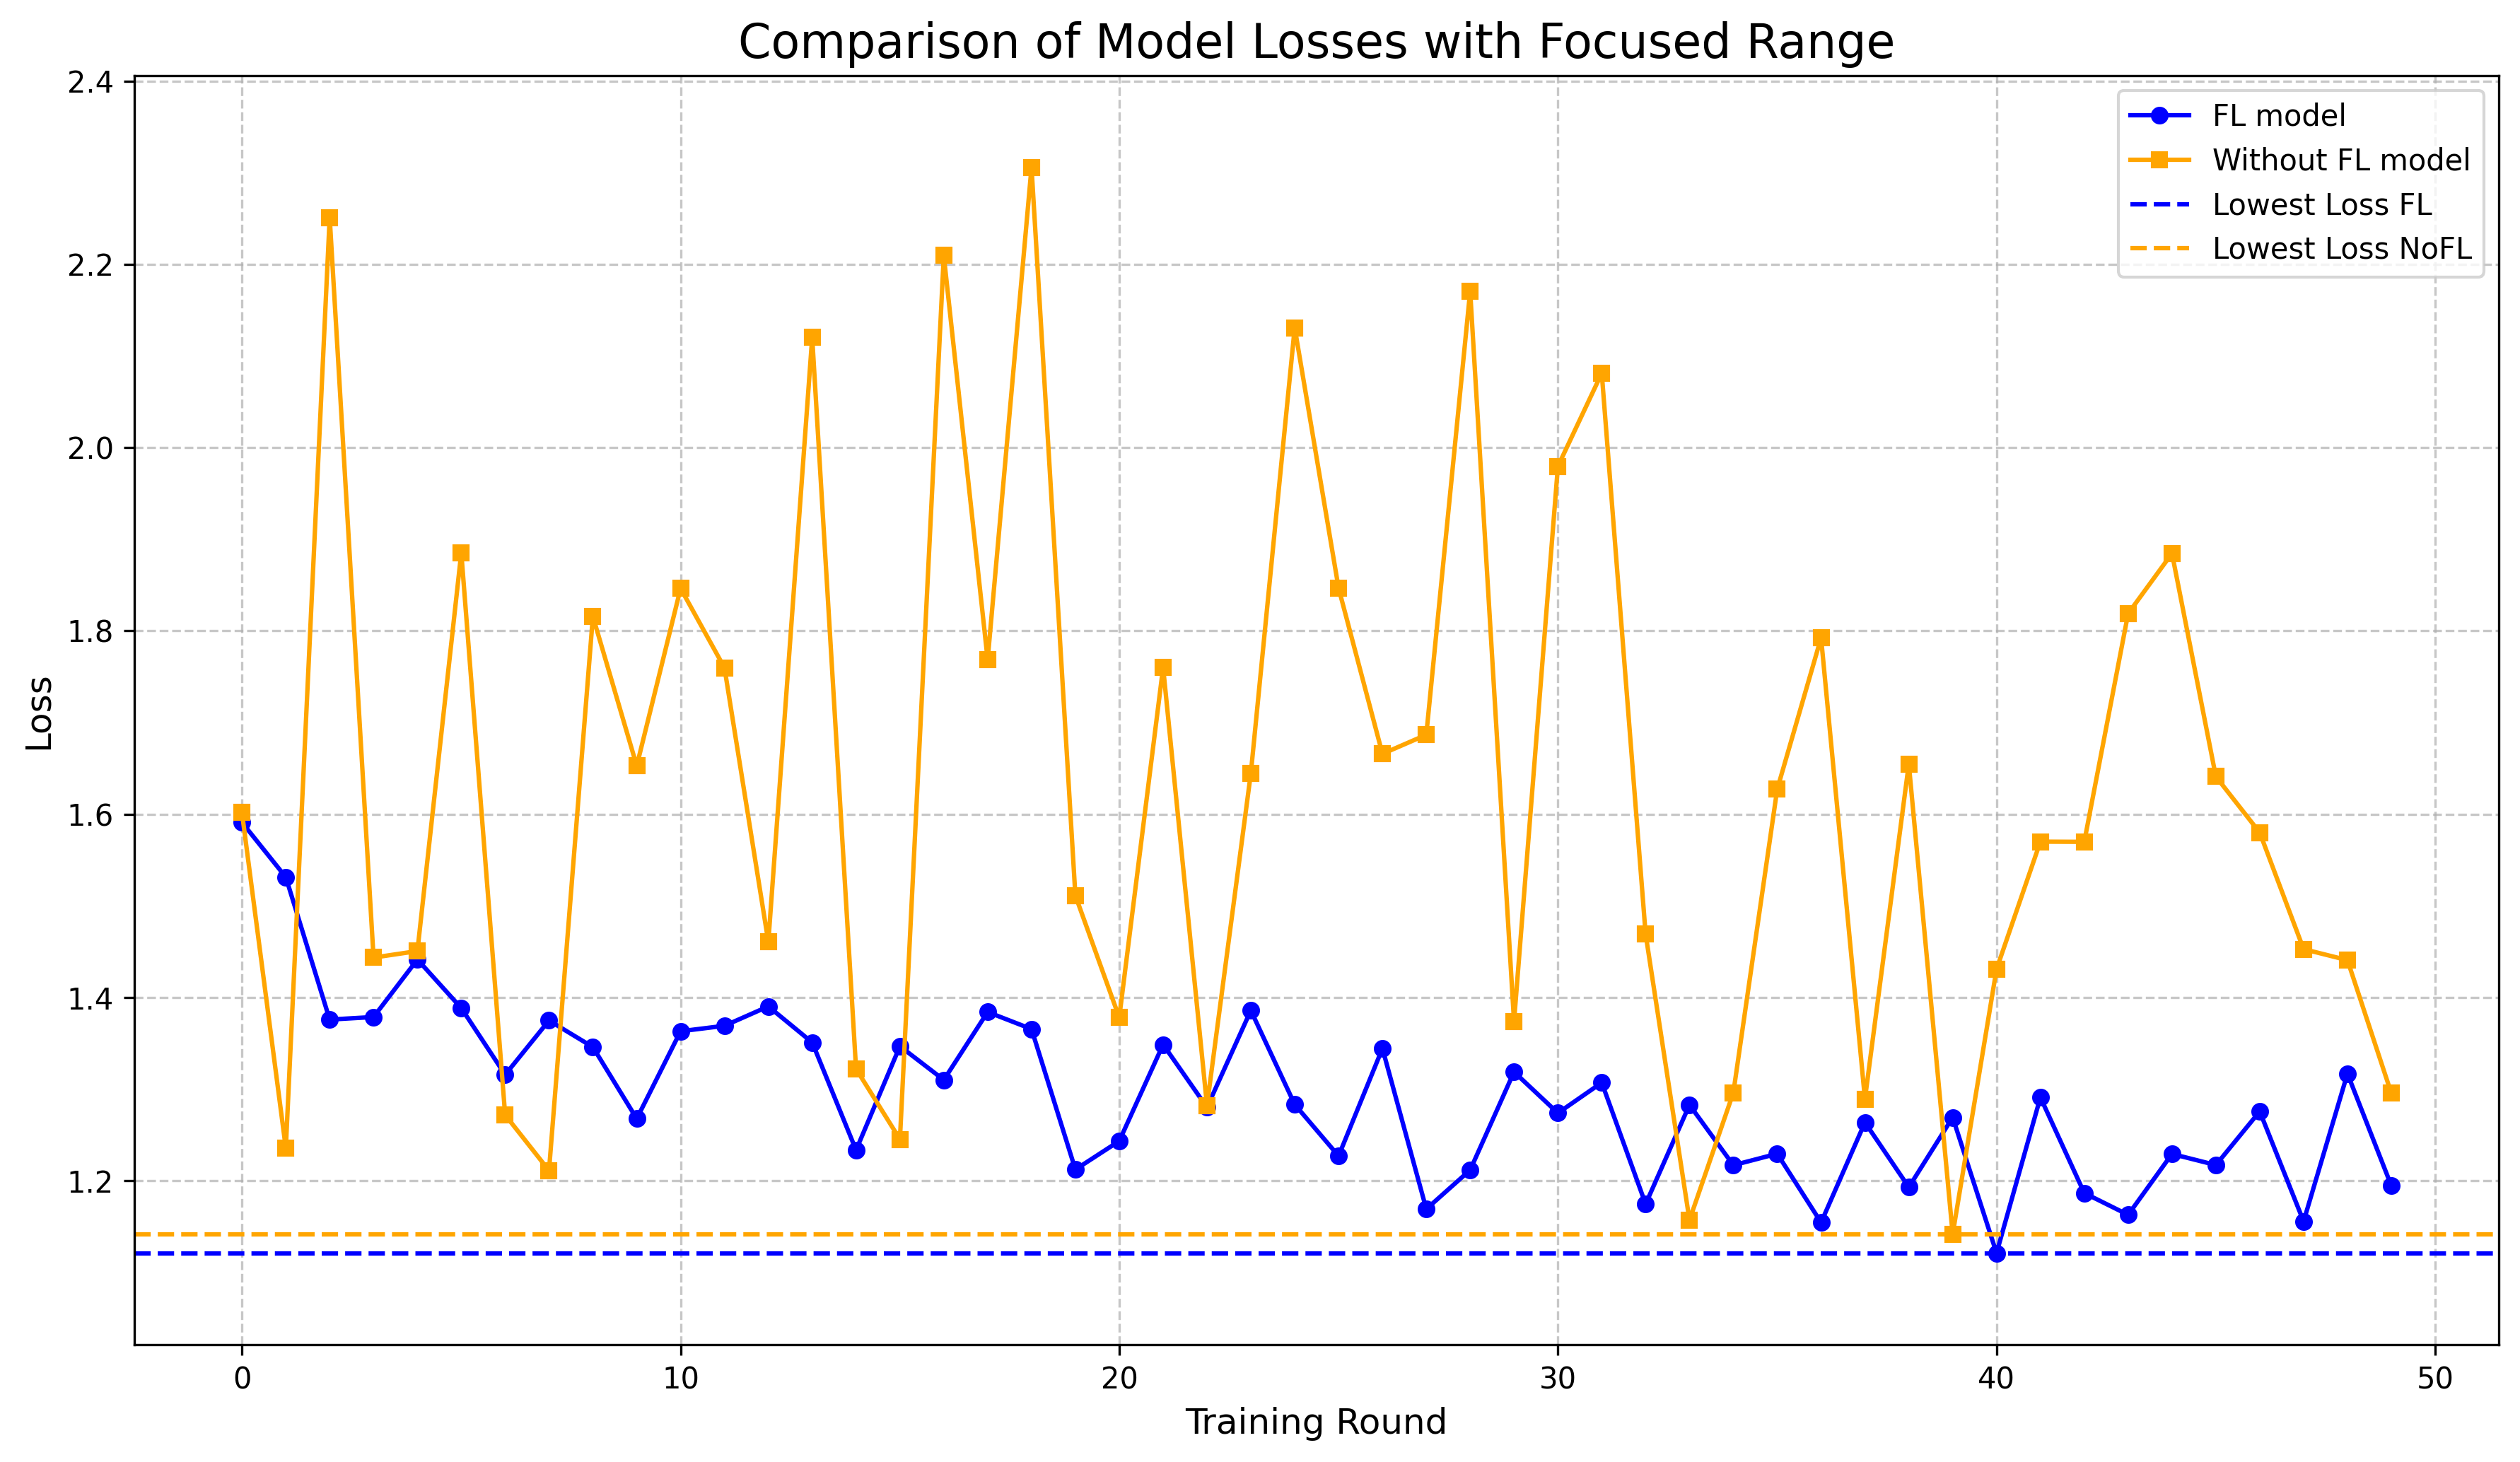 Comparison of Model Losses with Focused Range
FL model
Without FL model
Lowest Loss FL
Lowest Loss NoFL
Loss
2.4
2.2
2.0
1.8
1.6
1.4
1.2
0 10 20 30 40 50
Training Round